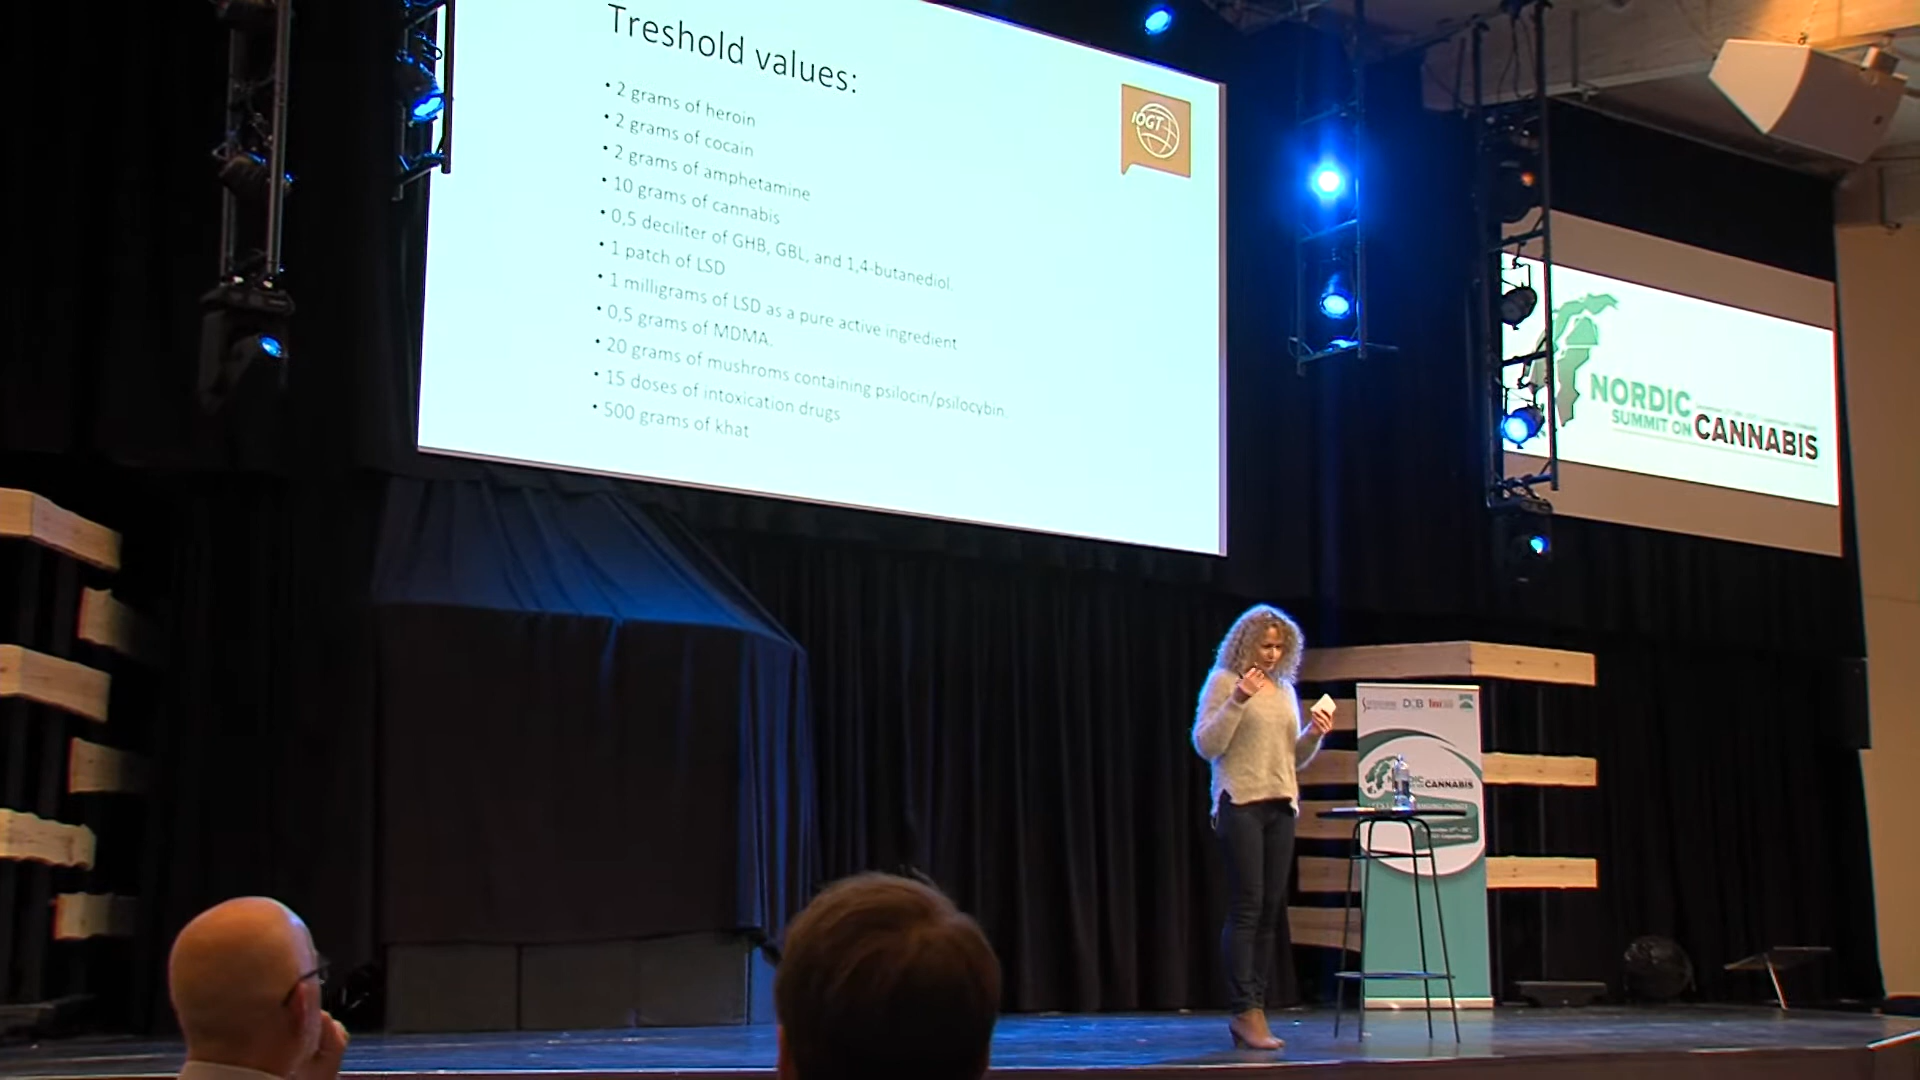 Treshold values:
• 2 grams of heroin
• 2 grams of cocain
• 2 grams of amphetamine
• 10 grams of cannabis
• 0,5 deciliter of GHB, GBL, and 1,4-butanediol.
• 1 patch of LSD
• 1 milligrams of LSD as a pure active ingredient
• 0,5 grams of MDMA.
• 20 grams of mushroms containing psilocin/psilocybin.
• 15 doses of intoxication drugs
• 500 grams of khat
IOGT
NORDIC
SUMMIT ON CANNABIS
CANNABIS